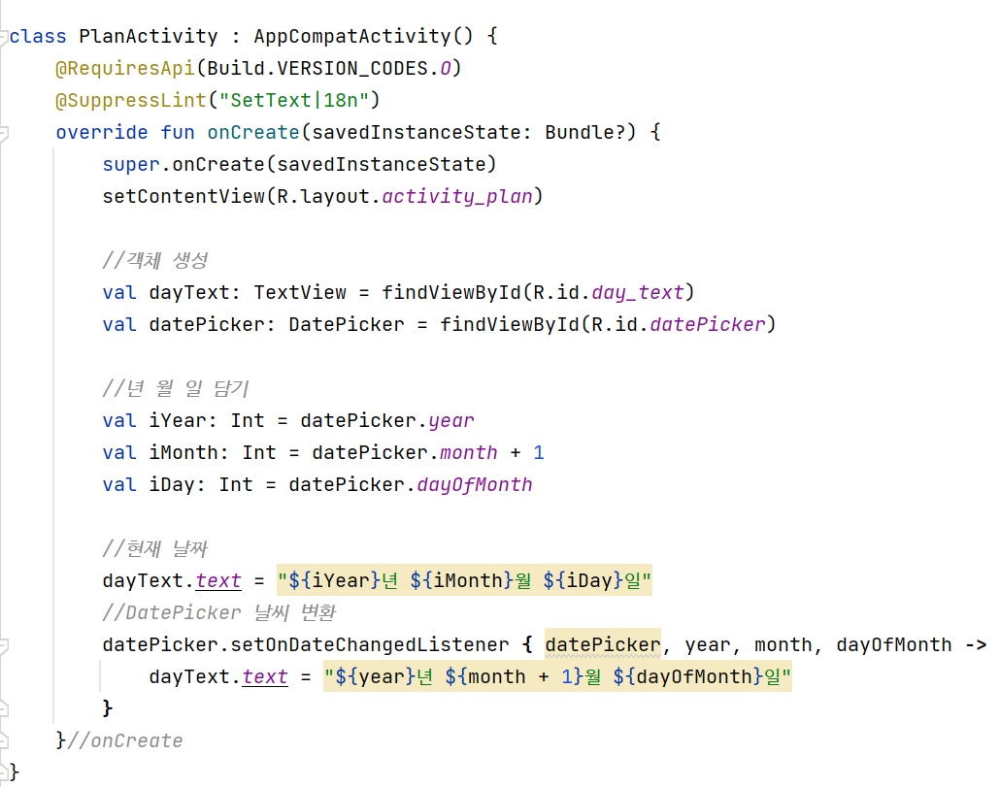 class PlanActivity : AppCompatActivity() {
    @RequiresApi(Build.VERSION_CODES.O)
    @SuppressLint("SetText|18n")
    override fun onCreate(savedInstanceState: Bundle?) {
        super.onCreate(savedInstanceState)
        setContentView(R.layout.activity_plan)

        //객체 생성
        val dayText: TextView = findViewById(R.id.day_text)
        val datePicker: DatePicker = findViewById(R.id.datePicker)

        //년 월 일 담기
        val iYear: Int = datePicker.year
        val iMonth: Int = datePicker.month + 1
        val iDay: Int = datePicker.dayOfMonth

        //현재 날짜
        dayText.text = "${iYear}년 ${iMonth}월 ${iDay}일"
        //DatePicker 날씨 변환
        datePicker.setOnDateChangedListener { datePicker, year, month, dayOfMonth ->
            dayText.text = "${year}년 ${month + 1}월 ${dayOfMonth}일"
        }
    }//onCreate
}